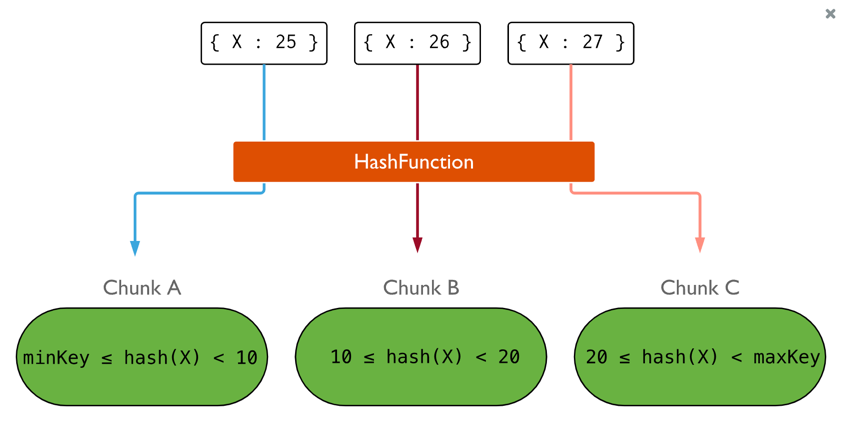 { X : 25 }
{ X : 26 }
{ X : 27 }
HashFunction
Chunk A
Chunk B
Chunk C
minKey ≤ hash(X) < 10
10 ≤ hash(X) < 20
20 ≤ hash(X) < maxKey